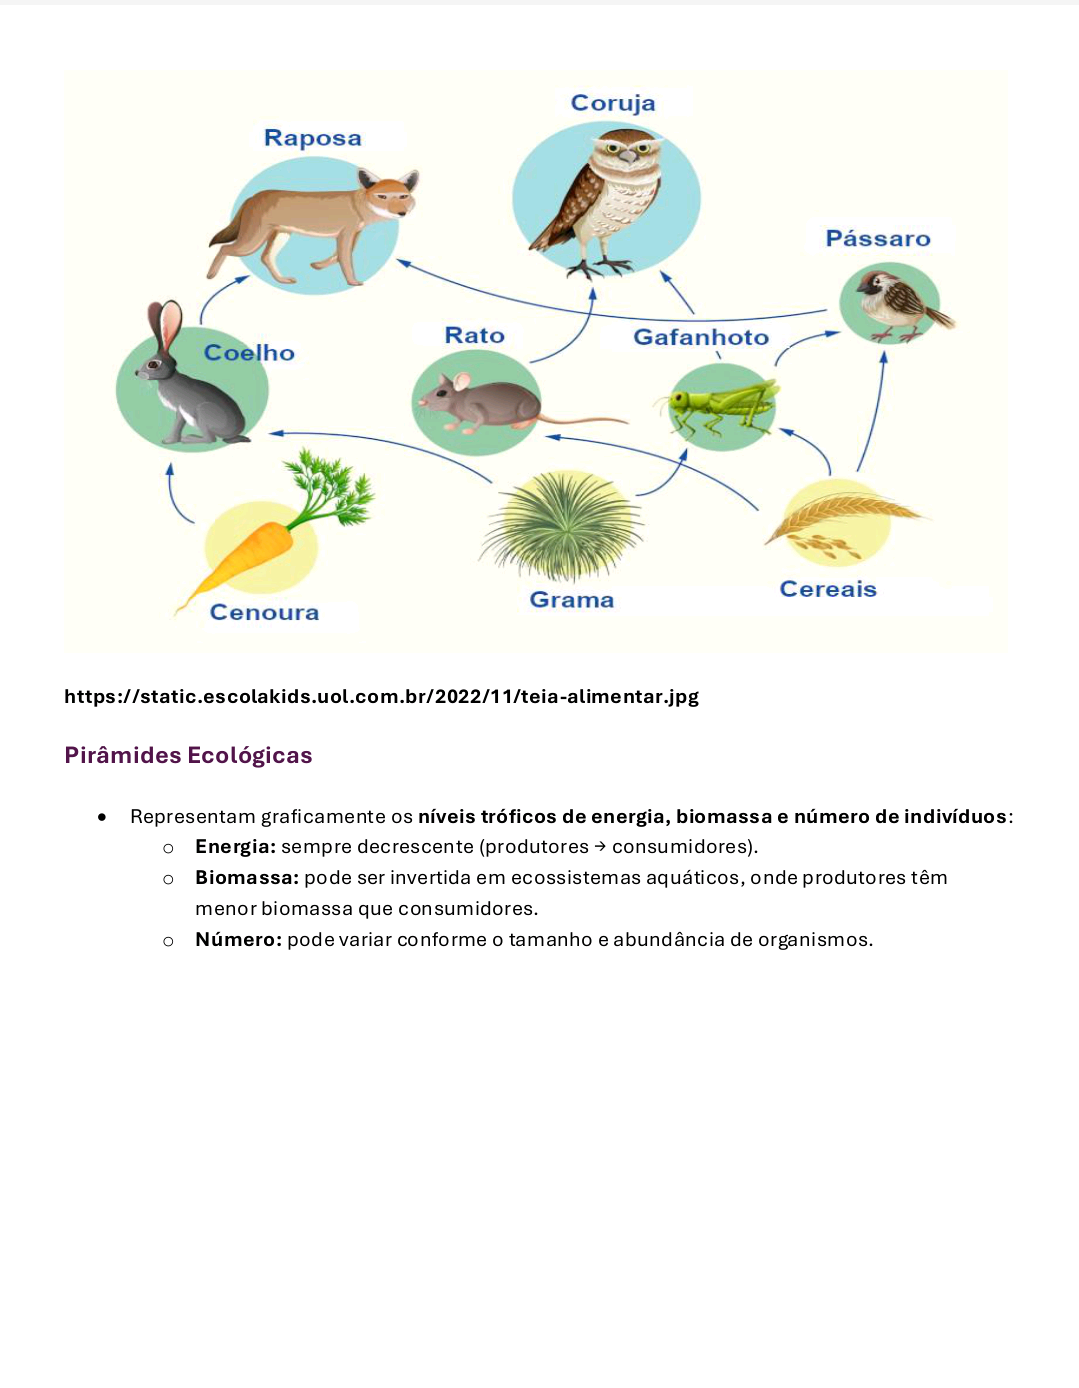 Coruja
Raposa
Pássaro
Rato
Gafanhoto
Coelho
Cereais
Grama
Cenoura
https://static.escolakids.uol.com.br/2022/11/teia-alimentar.jpg
Pirâmides Ecológicas
• Representam graficamente os níveis tróficos de energia, biomassa e número de indivíduos:
o Energia: sempre decrescente (produtores → consumidores).
o Biomassa: pode ser invertida em ecossistemas aquáticos, onde produtores têm
menor biomassa que consumidores.
o Número: pode variar conforme o tamanho e abundância de organismos.